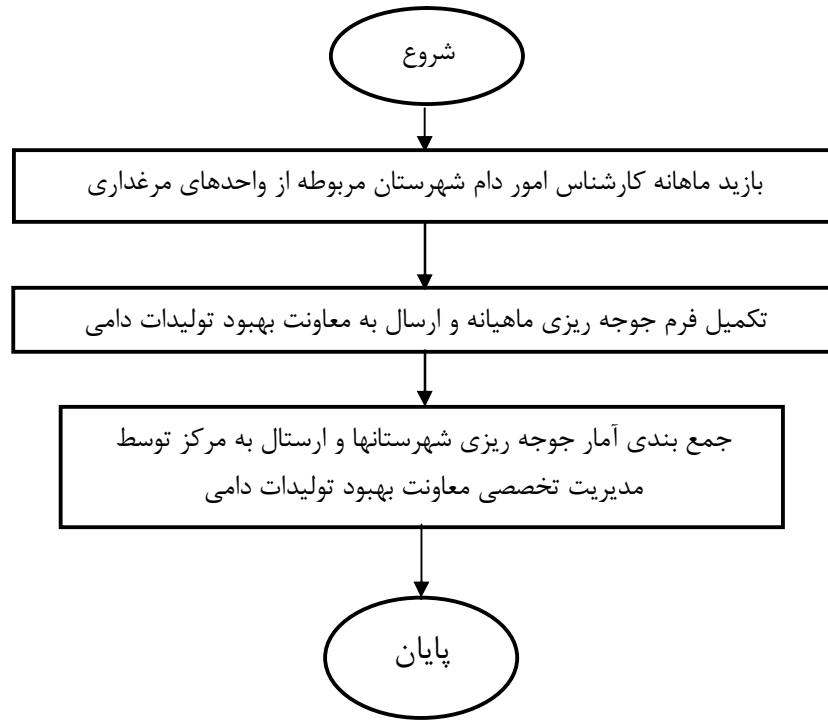 شروع
بازید ماهانه کارشناس امور دام شهرستان مربوطه از واحدهای مرغداری
تکمیل فرم جوجه ریزی ماهیانه و ارسال به معاونت بهبود تولیدات دامی
جمع بندی آمار جوجه ریزی شهرستانها و ارستال به مرکز توسط
مدیریت تخصصی معاونت بهبود تولیدات دامی
پایان